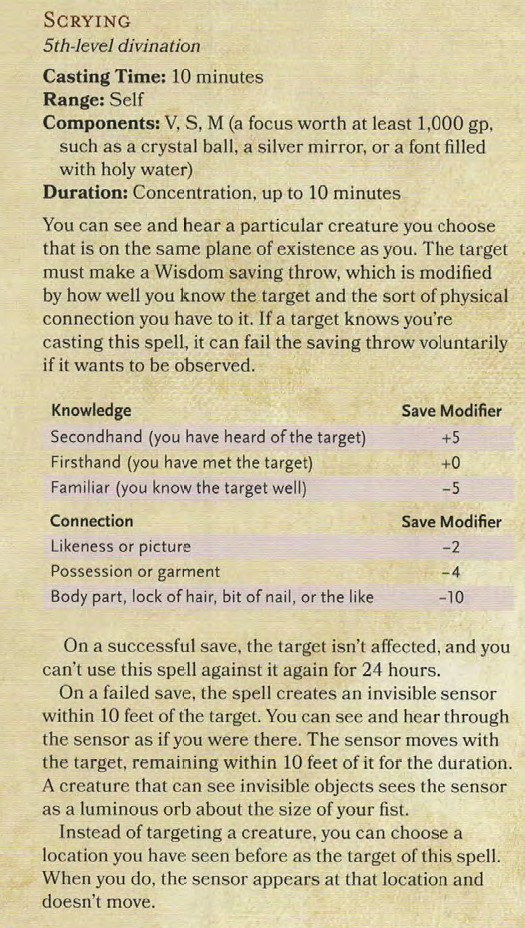 SCRYING
5th-level divination
Casting Time: 10 minutes
Range: Self
Components: V, S, M (a focus worth at least 1,000 gp,
such as a crystal ball, a silver mirror, or a font filled
with holy water)
Duration: Concentration, up to 10 minutes
You can see and hear a particular creature you choose
that is on the same plane of existence as you. The target
must make a Wisdom saving throw, which is modified
by how well you know the target and the sort of physical
connection you have to it. If a target knows you're
casting this spell, it can fail the saving throw voluntarily
if it wants to be observed.
Knowledge Save Modifier
Secondhand (you have heard of the target) +5
Firsthand (you have met the target) +0
Familiar (you know the target well) −5
Connection Save Modifier
Likeness or picture −2
Possession or garment −4
Body part, lock of hair, bit of nail, or the like −10
On a successful save, the target isn't affected, and you
can't use this spell against it again for 24 hours.
On a failed save, the spell creates an invisible sensor
within 10 feet of the target. You can see and hear through
the sensor as if you were there. The sensor moves with
the target, remaining within 10 feet of it for the duration.
A creature that can see invisible objects sees the sensor
as a luminous orb about the size of your fist.
Instead of targeting a creature, you can choose a
location you have seen before as the target of this spell.
When you do, the sensor appears at that location and
doesn't move.